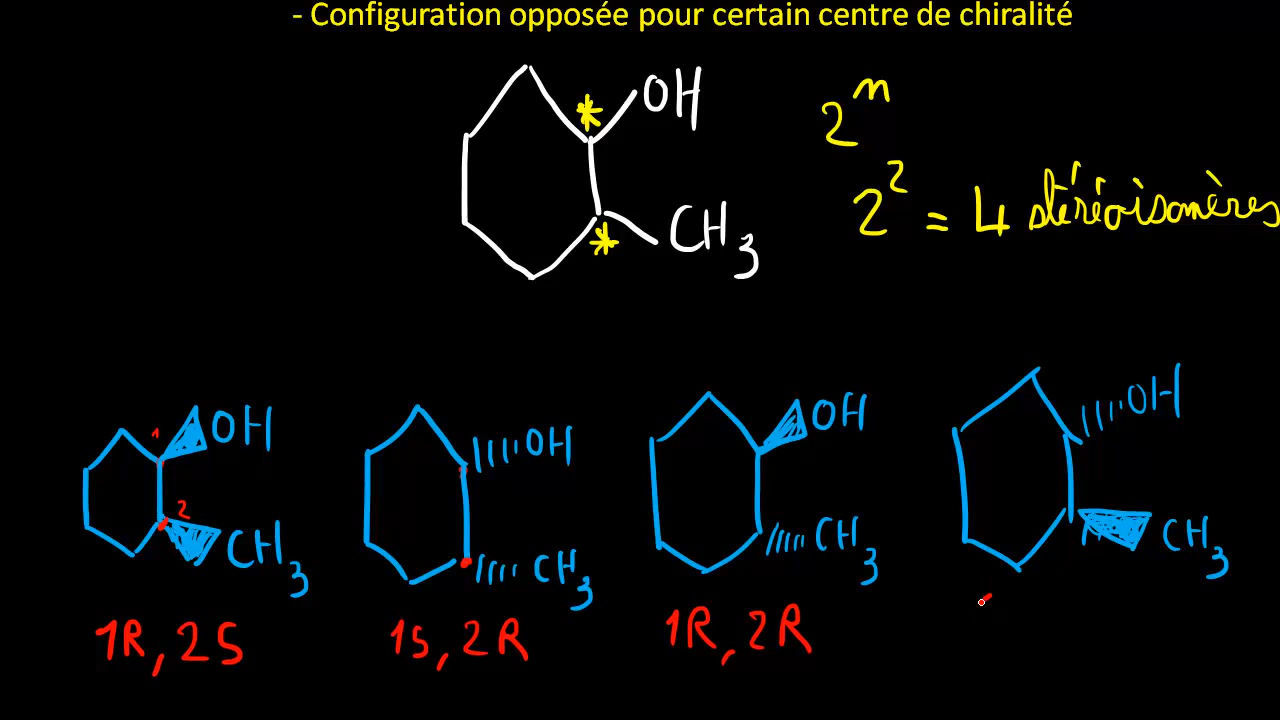 - Configuration opposée pour certain centre de chiralité
* OH
2^n
2^2 = 4 stéréoisomères
* CH3
1 OH
2 CH3
OH
CH3
OH
CH3
OH
CH3
1R, 2S
1S, 2R
1R, 2R